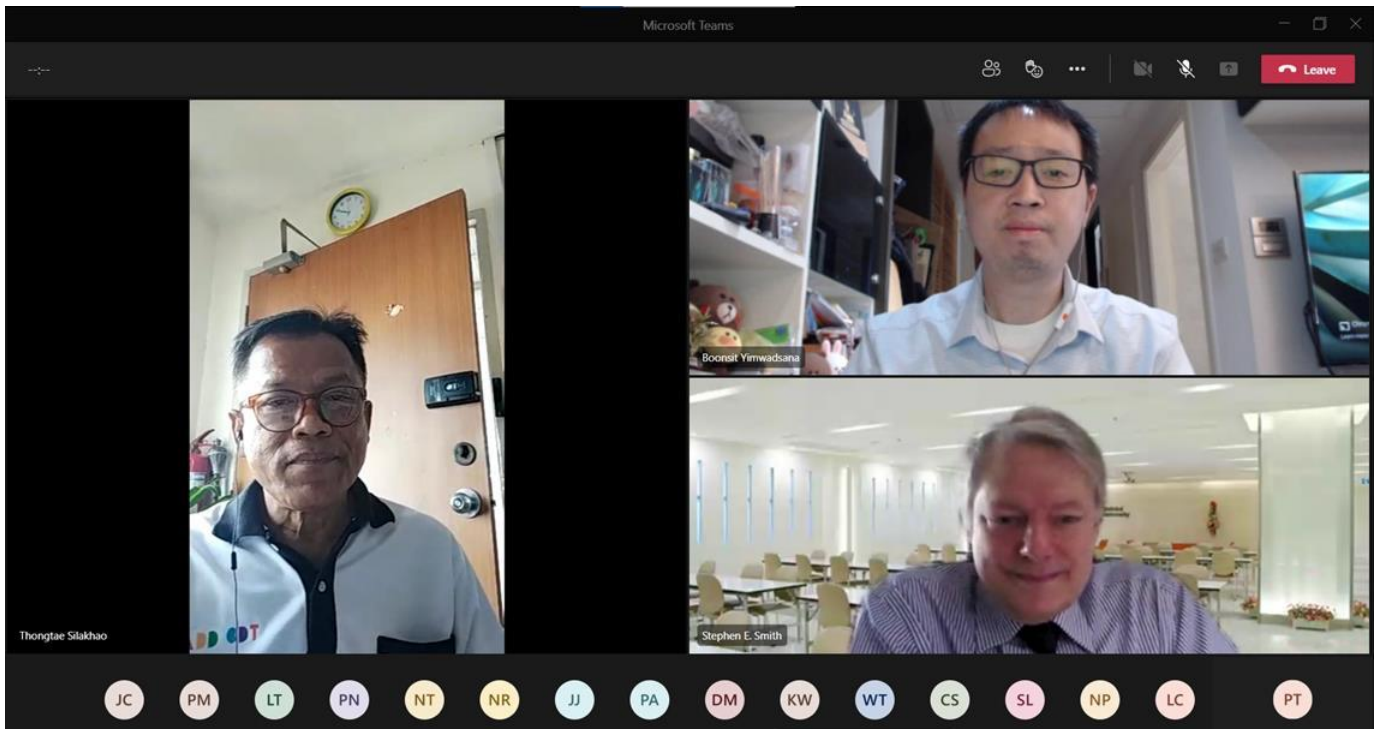 Microsoft Teams
--:--
Leave
Boonsit Yimwadsana
Thongtae Silakhao
Stephen E. Smith
JC PM LT PN NT NR JJ PA DM KW WT CS SL NP LC PT